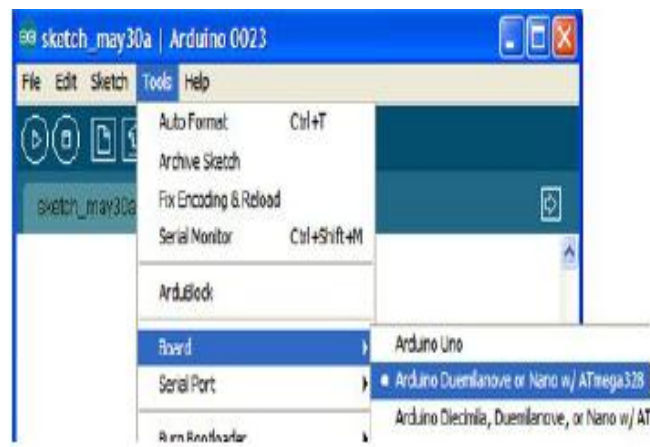 sketch_may30a | Arduino 0023
File Edit Sketch Tools Help
sketch_may30a
Auto Format Ctrl+T
Archive Sketch
Fix Encoding & Reload
Serial Monitor Ctrl+Shift+M
ArduBlock
Board
Arduino Uno
Serial Port
Arduino Duemilanove or Nano w/ ATmega328
Burn Bootloader
Arduino Diecimila, Duemilanove, or Nano w/ AT